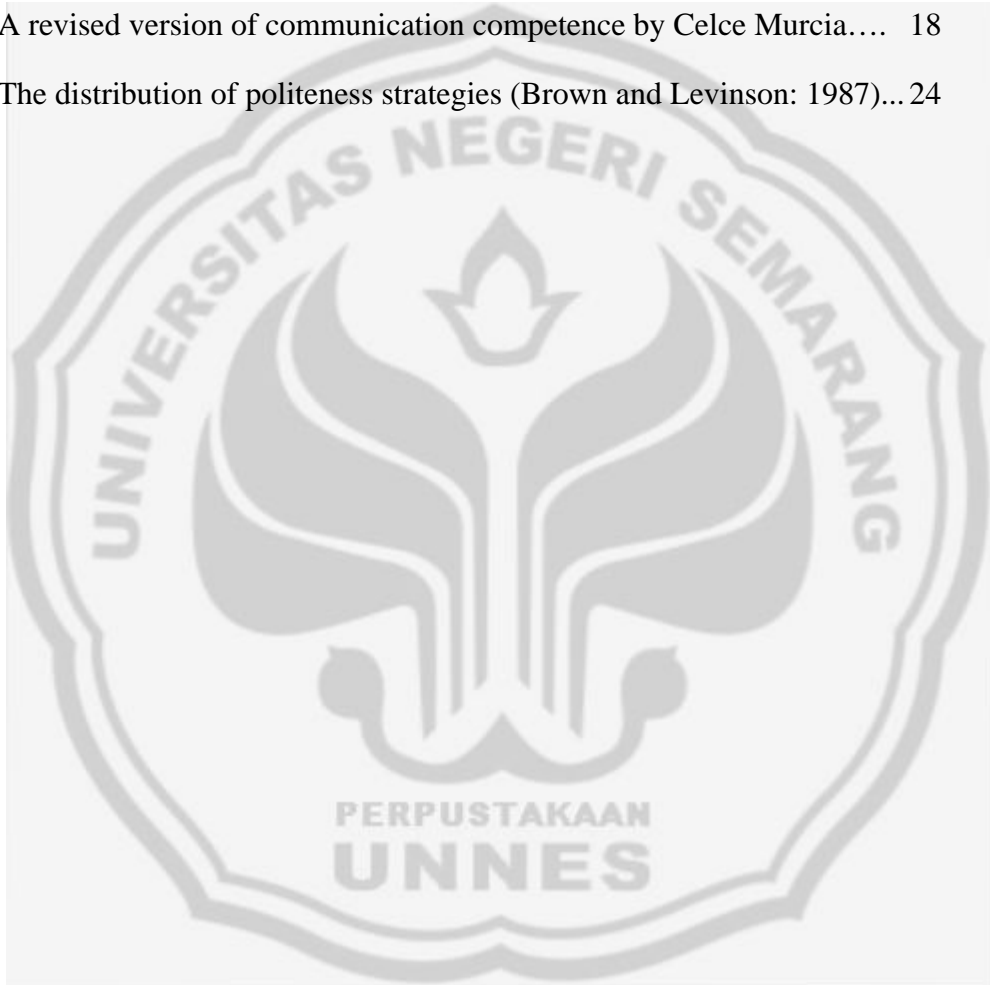 A revised version of communication competence by Celce Murcia…. 18
The distribution of politeness strategies (Brown and Levinson: 1987)... 24
UNIVERSITAS NEGERI SEMARANG
PERPUSTAKAAN
UNNES